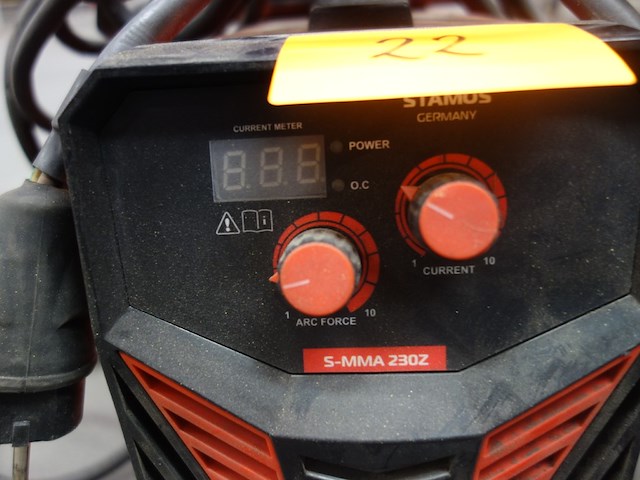 22
STAMOS
GERMANY
CURRENT METER
888
POWER
O.C
1 CURRENT 10
1 ARC FORCE 10
S-MMA 230Z